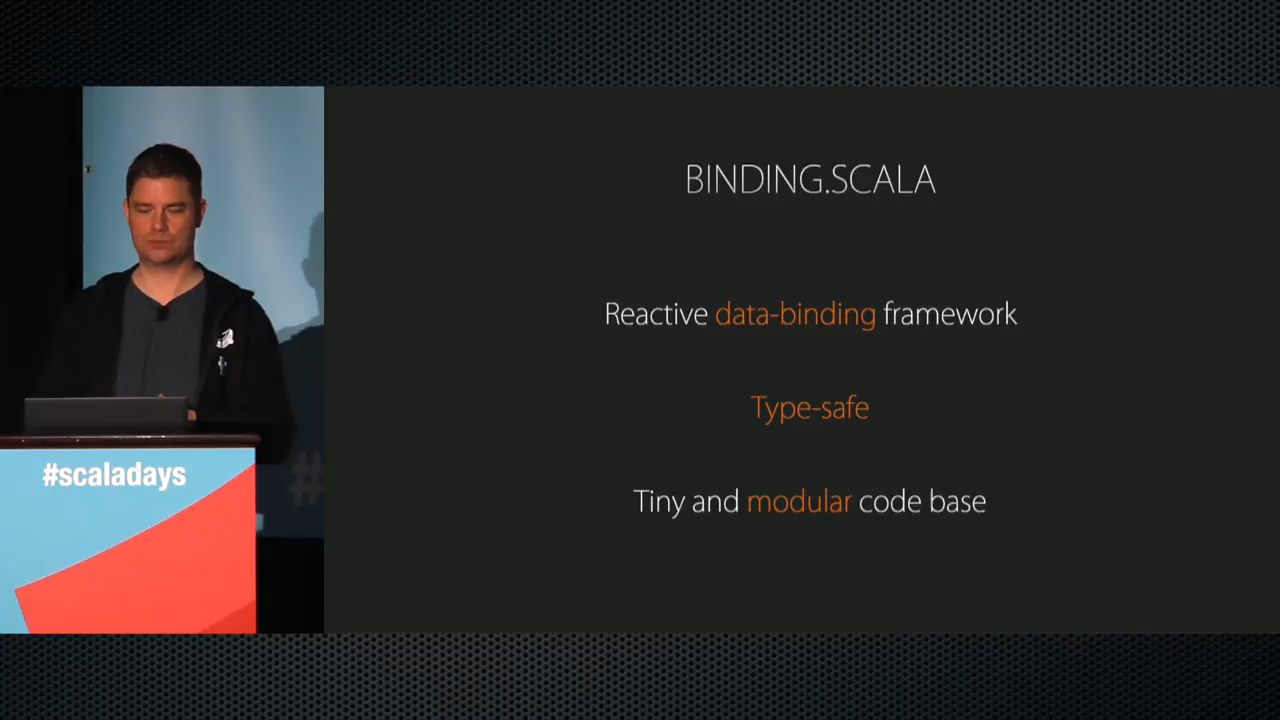 BINDING.SCALA
Reactive data-binding framework
Type-safe
Tiny and modular code base
#scaladays
#